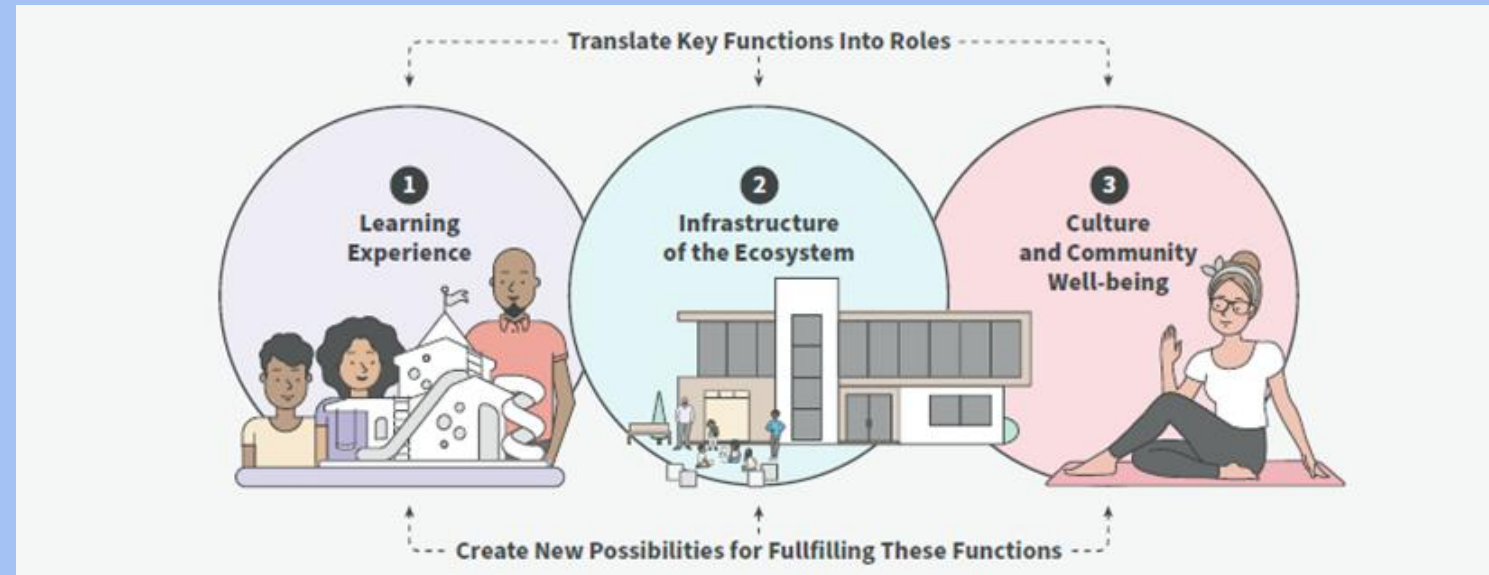 Translate Key Functions Into Roles
1
Learning
Experience
2
Infrastructure
of the Ecosystem
3
Culture
and Community
Well-being
Create New Possibilities for Fullfilling These Functions